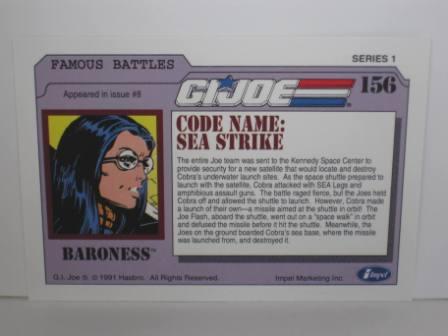 FAMOUS BATTLES
SERIES 1
Appeared in issue #8
G.I. JOE ®
156
CODE NAME:
SEA STRIKE
The entire Joe team was sent to the Kennedy Space Center to
provide security for a new satellite that would locate and destroy
Cobra's underwater launch sites. As the space shuttle prepared to
launch with the satellite, Cobra attacked with SEA Legs and
amphibious assault guns. The battle raged fierce, but the Joes held
Cobra off and allowed the shuttle to launch. However, Cobra made
a launch of their own—a missile aimed at the shuttle in orbit! The
Joe Flash, aboard the shuttle, went out on a "space walk" in orbit
and defused the missile before it hit the shuttle. Meanwhile, the
Joes on the ground boarded Cobra's sea base, where the missile
was launched from, and destroyed it.
BARONESS™
G.I. Joe ®: © 1991 Hasbro. All Rights Reserved.
Impel Marketing Inc.
impel